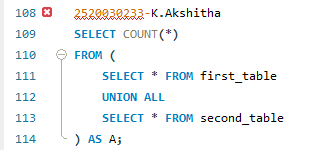 108 2520030233-K.Akshitha
109 SELECT COUNT(*)
110 FROM (
111 SELECT * FROM first_table
112 UNION ALL
113 SELECT * FROM second_table
114 ) AS A;